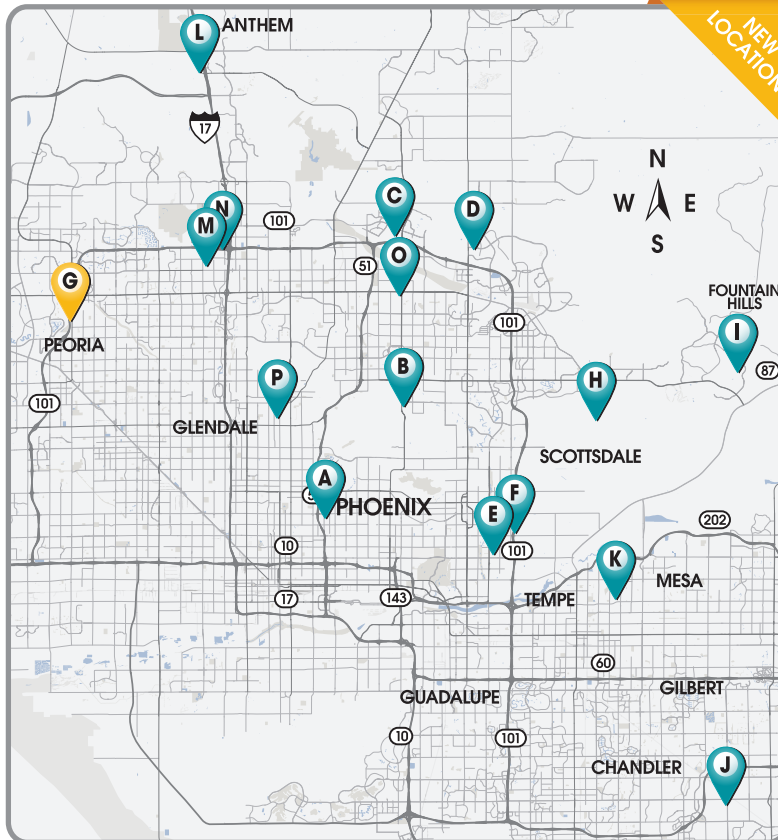 L
ANTHEM
NEW
LOCATION
17
N
W E
S
C
N
M
101
D
O
51
G
FOUNTAIN
HILLS
I
101
PEORIA
87
B
P
H
101
GLENDALE
SCOTTSDALE
A
PHOENIX
F
E
202
10
101
K
MESA
17
143
TEMPE
60
GUADALUPE
GILBERT
10
101
CHANDLER
J